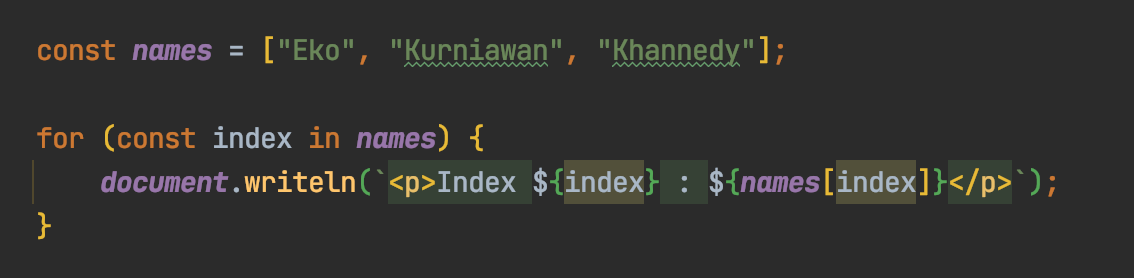 const names = ["Eko", "Kurniawan", "Khannedy"];
for (const index in names) {
    document.writeln(`<p>Index ${index} : ${names[index]}</p>`);
}